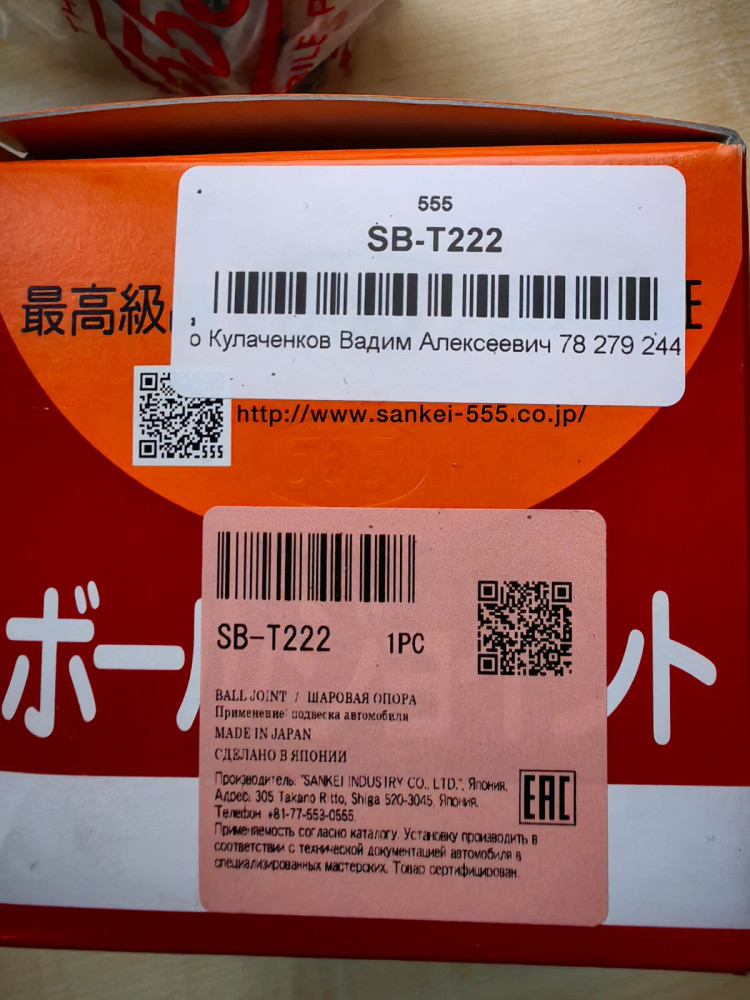 555
SB-T222
最高級
E
о Кулаченков Вадим Алексеевич 78 279 244
http://www.sankei-555.co.jp/
555
SB-T222 1PC
BALL JOINT / ШАРОВАЯ ОПОРА
Применение: подвеска автомобили
MADE IN JAPAN
СДЕЛАНО В ЯПОНИИ
Производитель: "SANKEI INDUSTRY CO., LTD.", Япония,
Адрес: 305 Takano Ritto, Shiga 520-3045, Япония,
Телефон +81-77-553-0555.
EAC
Применяемость согласно каталогу. Установку производить в
соответствии с технической документацией автомобиля в
специализированных мастерских. Товар сертифицирован.
ボー ント